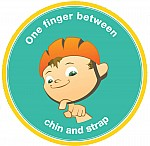 One finger between
chin and strap